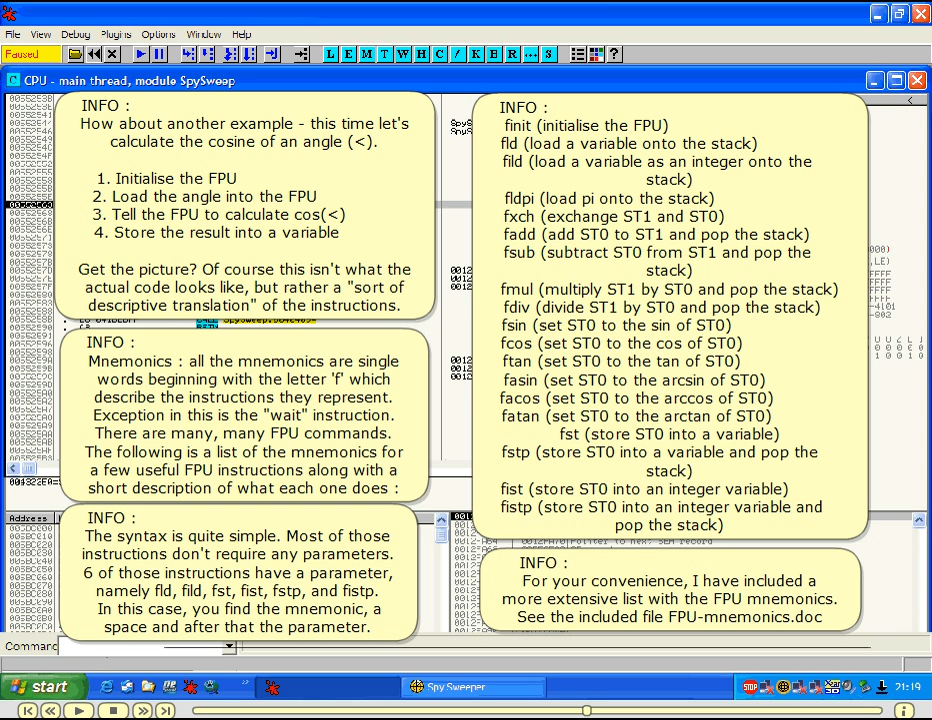 File View Debug Plugins Options Window Help
Paused
L E M T W H C / K B R ... S
?
C CPU - main thread, module SpySweep
INFO :
How about another example - this time let's
calculate the cosine of an angle (<).
1. Initialise the FPU
2. Load the angle into the FPU
3. Tell the FPU to calculate cos(<)
4. Store the result into a variable
Get the picture? Of course this isn't what the
actual code looks like, but rather a "sort of
descriptive translation" of the instructions.
INFO :
Mnemonics : all the mnemonics are single
words beginning with the letter 'f' which
describe the instructions they represent.
Exception in this is the "wait" instruction.
There are many, many FPU commands.
The following is a list of the mnemonics for
a few useful FPU instructions along with a
short description of what each one does :
INFO :
The syntax is quite simple. Most of those
instructions don't require any parameters.
6 of those instructions have a parameter,
namely fld, fild, fst, fist, fstp, and fistp.
In this case, you find the mnemonic, a
space and after that the parameter.
INFO :
finit (initialise the FPU)
fld (load a variable onto the stack)
fild (load a variable as an integer onto the
stack)
fldpi (load pi onto the stack)
fxch (exchange ST1 and ST0)
fadd (add ST0 to ST1 and pop the stack)
fsub (subtract ST0 from ST1 and pop the
stack)
fmul (multiply ST1 by ST0 and pop the stack)
fdiv (divide ST1 by ST0 and pop the stack)
fsin (set ST0 to the sin of ST0)
fcos (set ST0 to the cos of ST0)
ftan (set ST0 to the tan of ST0)
fasin (set ST0 to the arcsin of ST0)
facos (set ST0 to the arccos of ST0)
fatan (set ST0 to the arctan of ST0)
fst (store ST0 into a variable)
fstp (store ST0 into a variable and pop the
stack)
fist (store ST0 into an integer variable)
fistp (store ST0 into an integer variable and
pop the stack)
INFO :
For your convenience, I have included a
more extensive list with the FPU mnemonics.
See the included file FPU-mnemonics.doc
Address
Command
start
Spy Sweeper
STOP
21:19